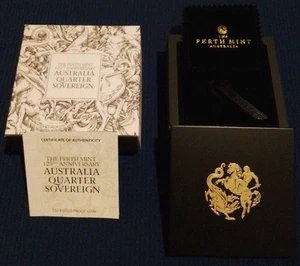 THE PERTH MINT
125TH ANNIVERSARY
AUSTRALIA
QUARTER
SOVEREIGN
CERTIFICATE OF AUTHENTICITY
THE PERTH MINT
125TH ANNIVERSARY
AUSTRALIA
QUARTER
SOVEREIGN
THE
PERTH MINT
AUSTRALIA